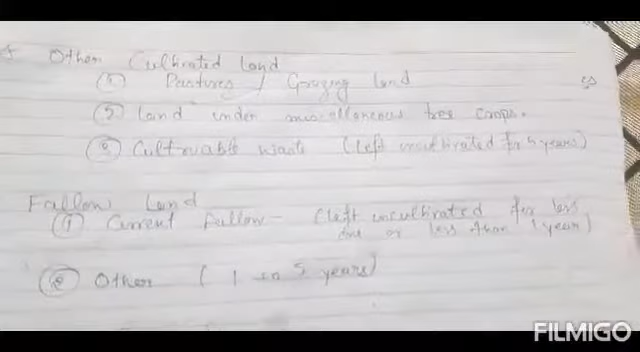 Other Cultivated Land
① Pastures / Grazing land
② Land under miscellaneous tree crops.
③ Culturable waste (left uncultivated for 5 years)
Fallow Land
① Current fallow - (left uncultivated for less
one or less than 1 year)
② Other (1 to 5 years)
FILMIGO